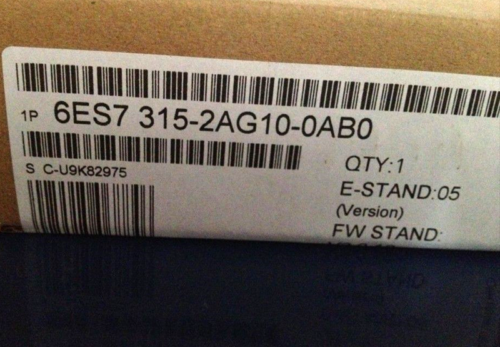 1P 6ES7 315-2AG10-0AB0
S C-U9K82975
QTY:1
E-STAND:05
(Version)
FW STAND: